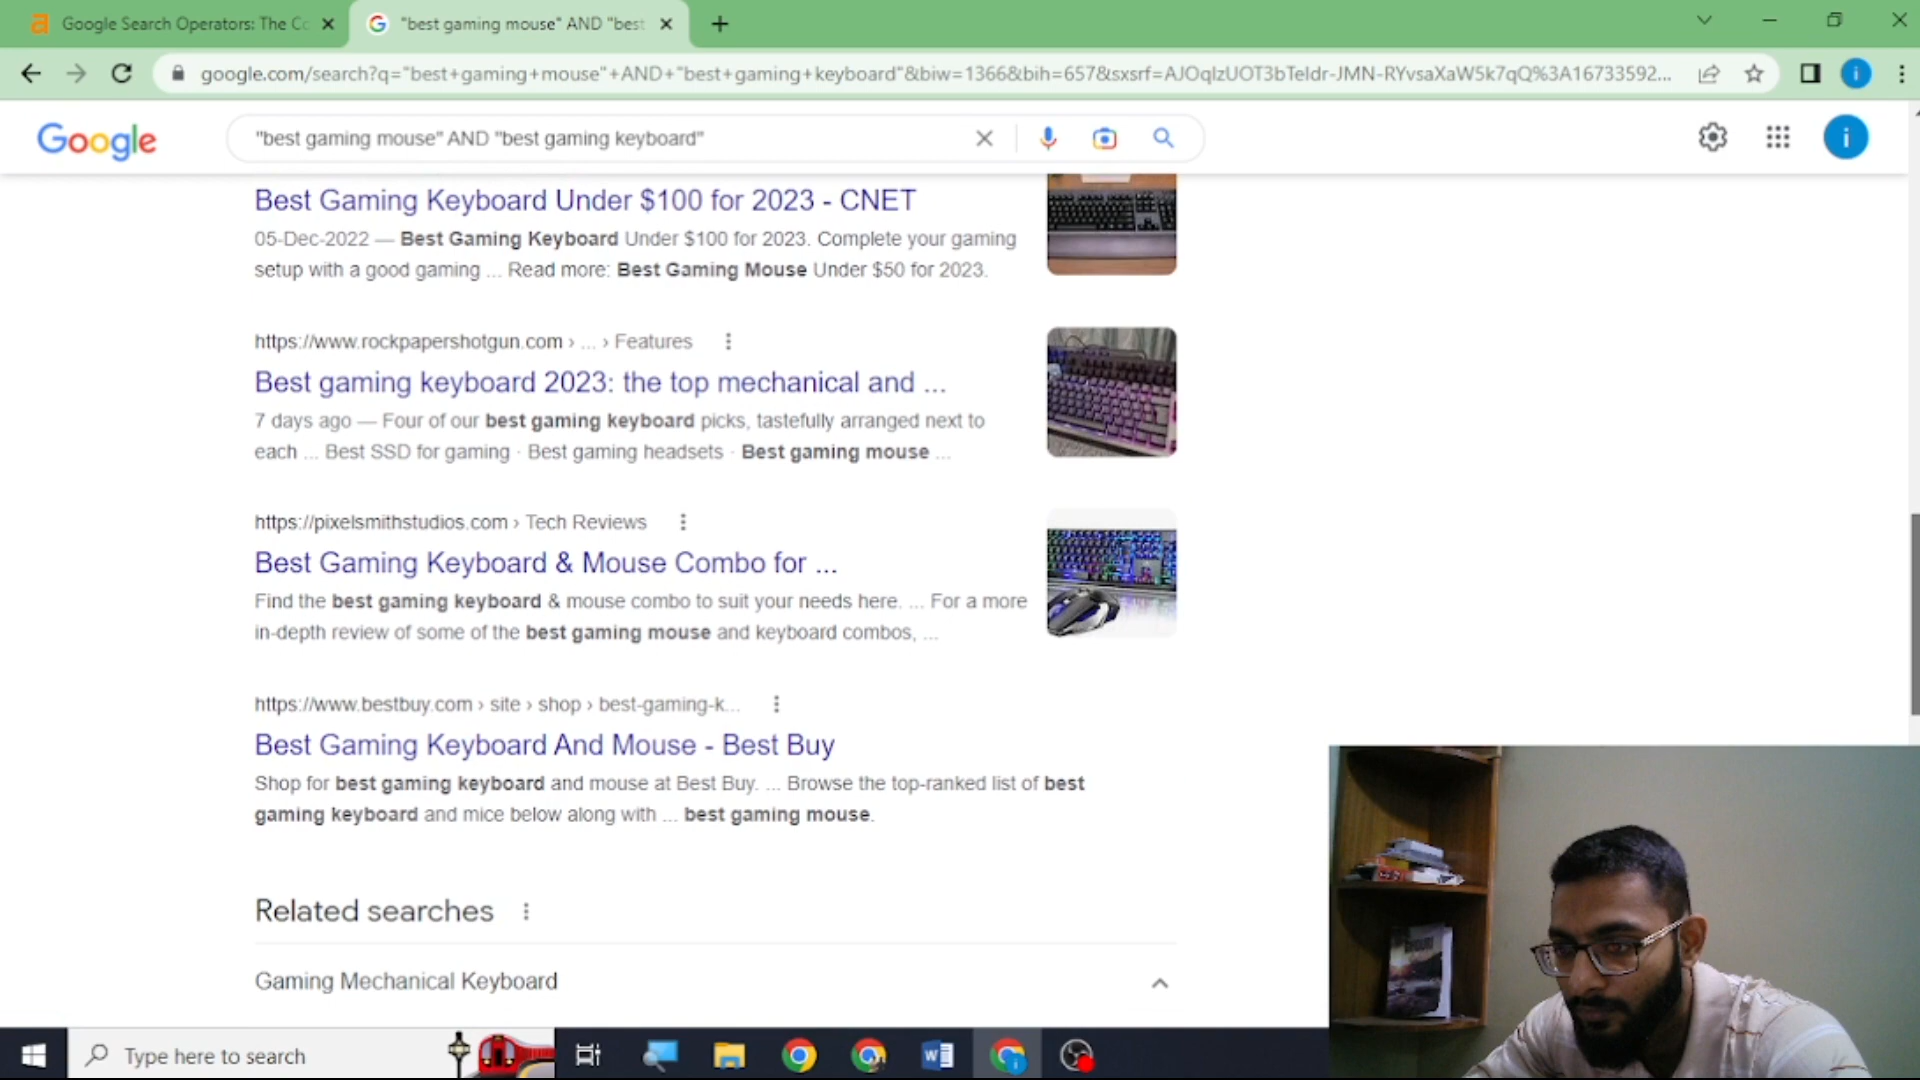 Google Search Operators: The Co
"best gaming mouse" AND "best
google.com/search?q="best+gaming+mouse"+AND+"best+gaming+keyboard"&biw=1366&bih=657&sxsrf=AJOqlzUOT3bTeldr-JMN-RYvsaXaW5k7qQ%3A16733592...
i
Google
"best gaming mouse" AND "best gaming keyboard"
i
Best Gaming Keyboard Under $100 for 2023 - CNET
05-Dec-2022 — Best Gaming Keyboard Under $100 for 2023. Complete your gaming
setup with a good gaming ... Read more: Best Gaming Mouse Under $50 for 2023.
https://www.rockpapershotgun.com › ... › Features
Best gaming keyboard 2023: the top mechanical and ...
7 days ago — Four of our best gaming keyboard picks, tastefully arranged next to
each ... Best SSD for gaming · Best gaming headsets · Best gaming mouse ...
https://pixelsmithstudios.com › Tech Reviews
Best Gaming Keyboard & Mouse Combo for ...
Find the best gaming keyboard & mouse combo to suit your needs here. ... For a more
in-depth review of some of the best gaming mouse and keyboard combos, ...
https://www.bestbuy.com › site › shop › best-gaming-k...
Best Gaming Keyboard And Mouse - Best Buy
Shop for best gaming keyboard and mouse at Best Buy. ... Browse the top-ranked list of best
gaming keyboard and mice below along with ... best gaming mouse.
Related searches
Gaming Mechanical Keyboard
Type here to search